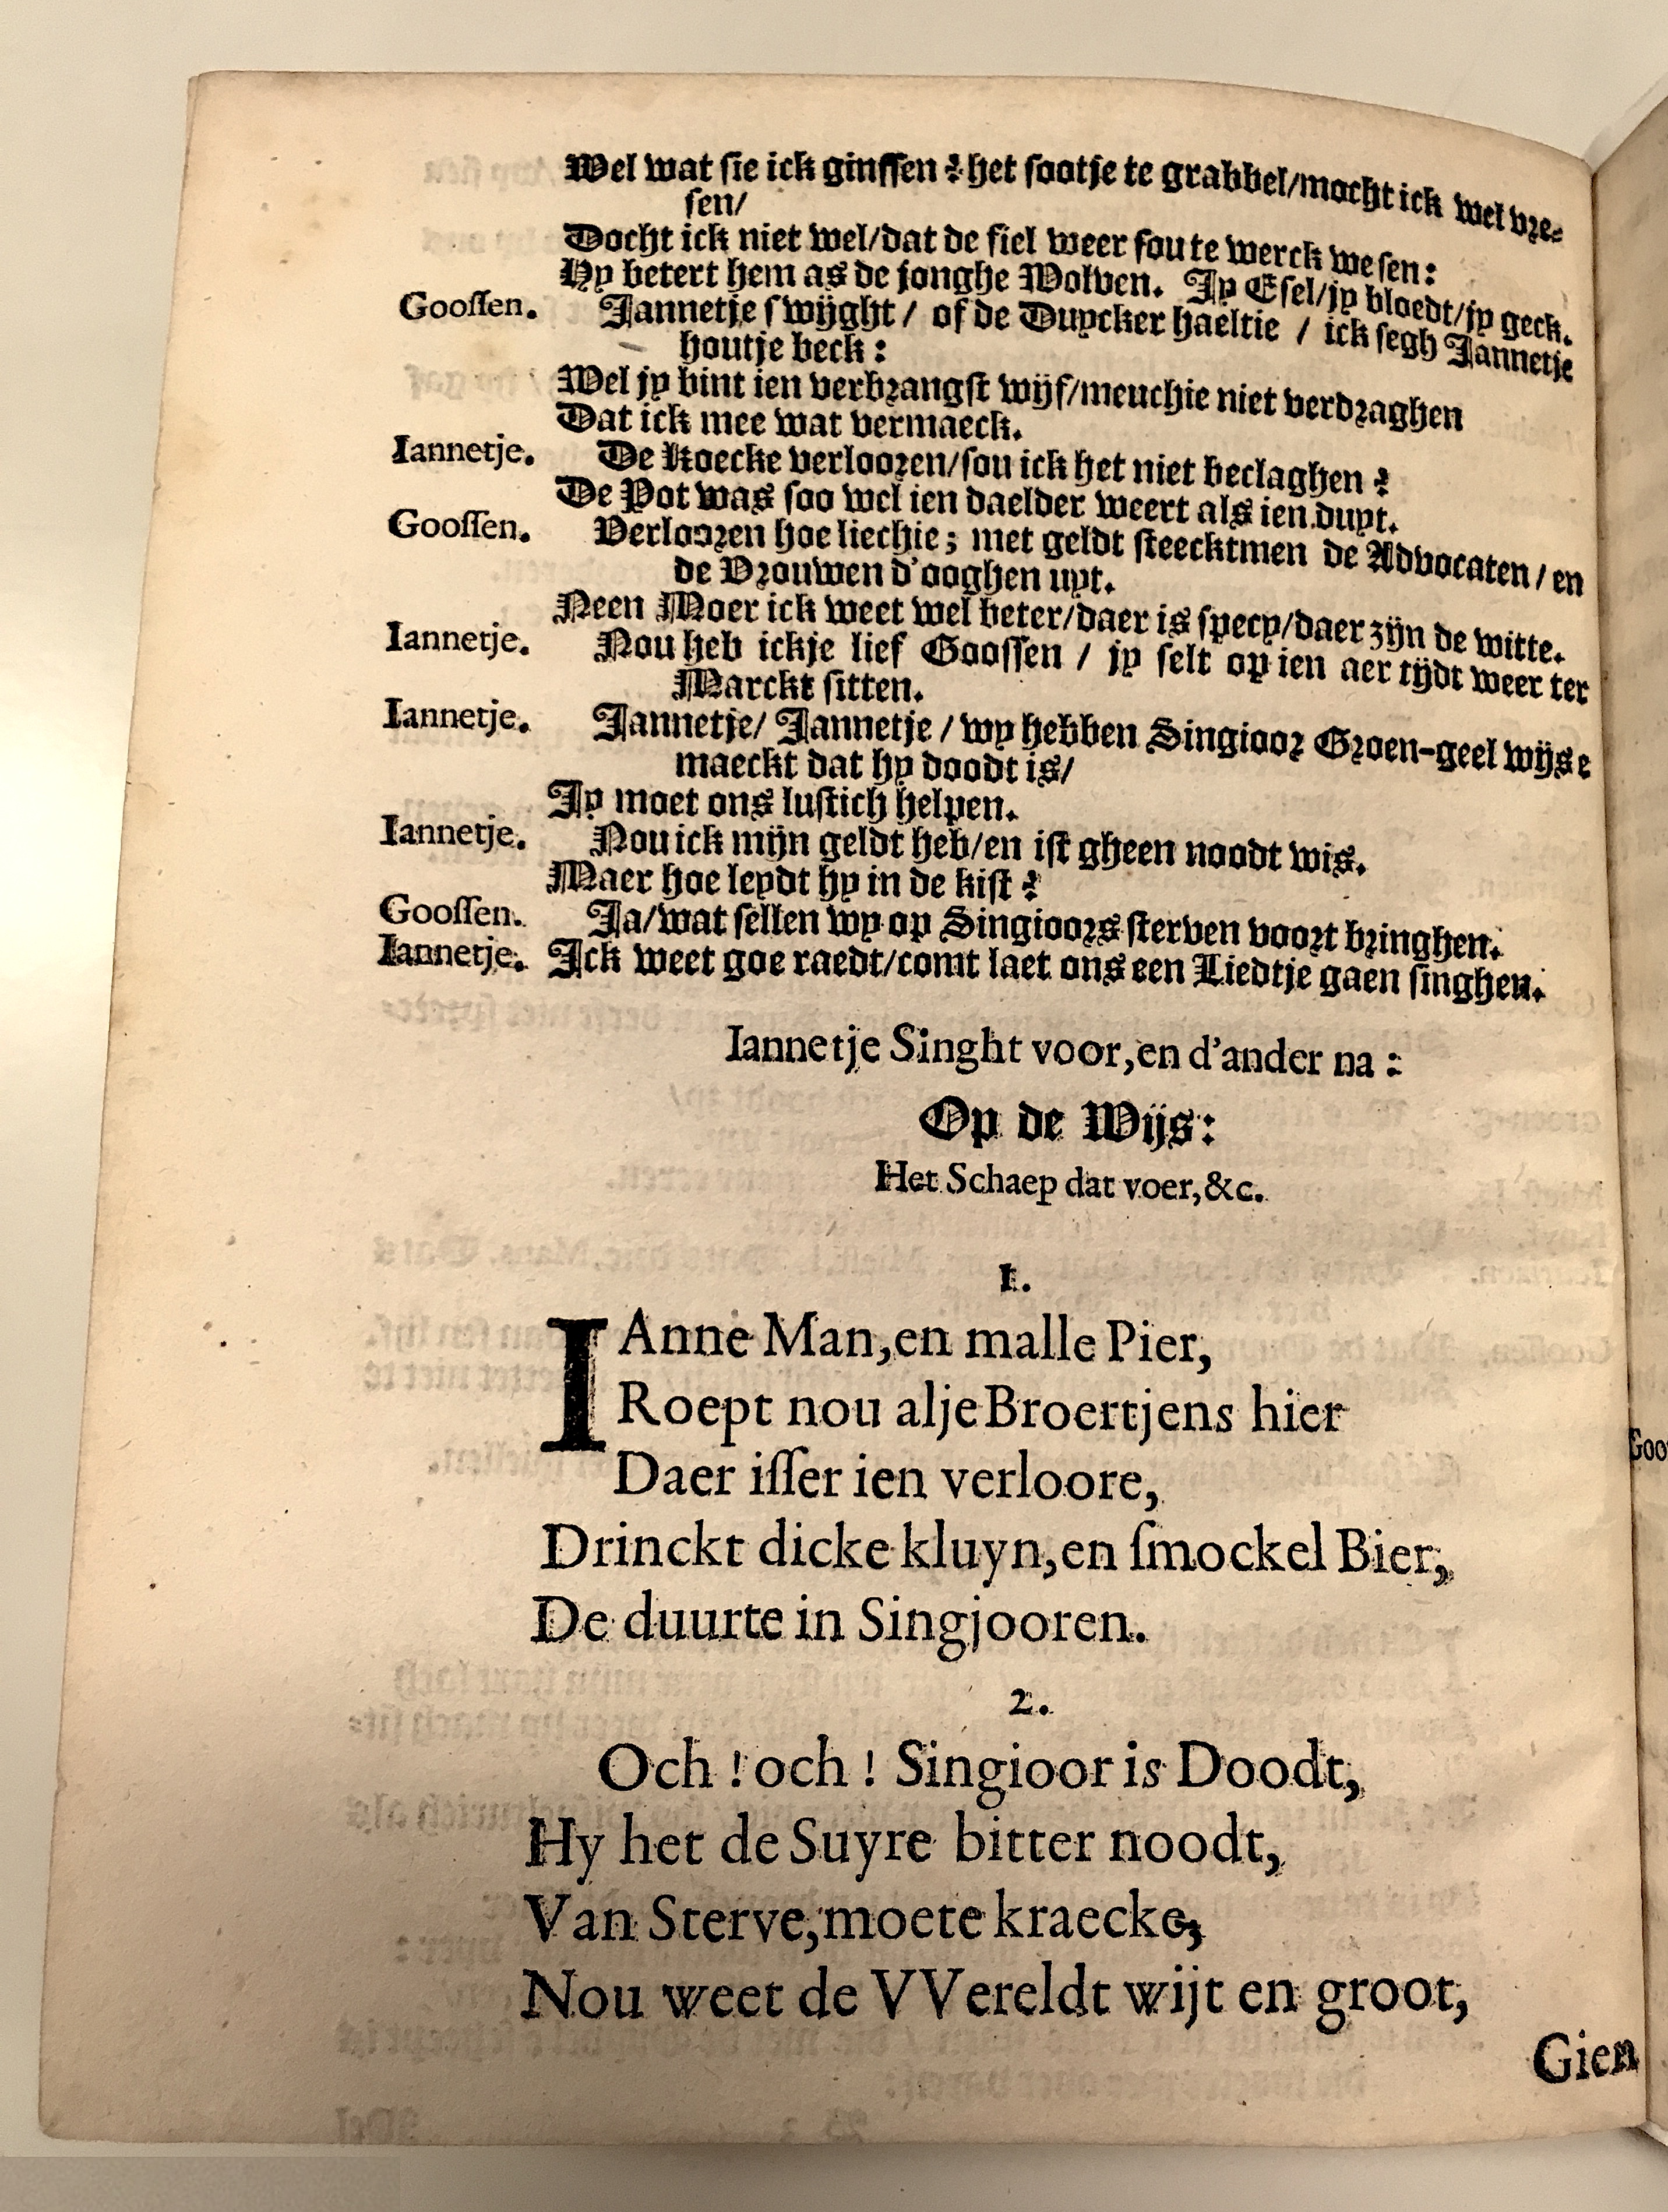 Wel wat sie ick ginssen? het sootje te grabbel/mocht ick wel vre-
sen/
Docht ick niet wel/dat de fiel weer sou te werck wesen:
Hy betert hem as de jonghe Wolven. Jy Esel/jy bloedt/jy geck.
Goossen. Jannetje swijght / of de Duycker haeltie / ick segh Jannetje
houtje beck:
Wel jy bint ien verbrangst wijf/meuchie niet verdraghen
Dat ick mee wat vermaeck.
Iannetje. De Koecke verlooren/sou ick het niet beclaghen?
De Pot was soo wel ien daelder weert als ien duyt.
Goossen. Verlooren hoe liechie; met geldt steecktmen de Advocaten/ en
de Vrouwen d'ooghen uyt.
Neen Moer ick weet wel beter/daer is specy/daer zijn de witte.
Iannetje. Nou heb ickje lief Goossen / jy selt op ien aer tijdt weer ter
Marckt sitten.
Iannetje. Jannetje/ Jannetje / wy hebben Singioor Groen-geel wijs e
maeckt dat hy doodt is/
Jy moet ons lustich helpen.
Iannetje. Nou ick mijn geldt heb/en ist gheen noodt wis.
Maer hoe leydt hy in de kist?
Goossen. Ja/wat sellen wy op Singioors sterven voort bringhen.
Iannetje. Ick weet goe raedt/comt laet ons een Liedtje gaen singhen.
Iannetje Singht voor, en d'ander na:
Op de Wijs:
Het Schaep dat voer, &c.
1.
IAnne Man, en malle Pier,
Roept nou alje Broertjens hier
Daer isser ien verloore,
Drinckt dicke kluyn, en smockel Bier,
De duurte in Singjooren.
2.
Och! och! Singioor is Doodt,
Hy het de Suyre bitter noodt,
Van Sterve, moete kraecke,
Nou weet de VVereldt wijt en groot,
Gien
Goo